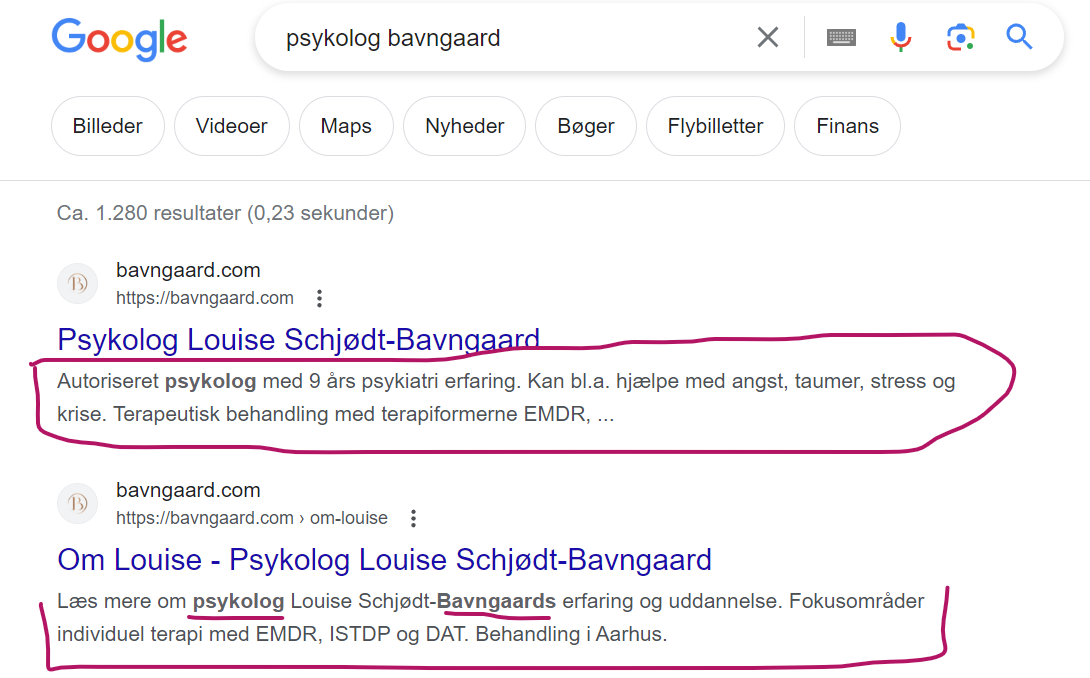 Google
psykolog bavngaard
Billeder
Videoer
Maps
Nyheder
Bøger
Flybilletter
Finans
Ca. 1.280 resultater (0,23 sekunder)
B
bavngaard.com
https://bavngaard.com
Psykolog Louise Schjødt-Bavngaard
Autoriseret psykolog med 9 års psykiatri erfaring. Kan bl.a. hjælpe med angst, taumer, stress og
krise. Terapeutisk behandling med terapiformerne EMDR, ...
B
bavngaard.com
https://bavngaard.com › om-louise
Om Louise - Psykolog Louise Schjødt-Bavngaard
Læs mere om psykolog Louise Schjødt-Bavngaards erfaring og uddannelse. Fokusområder
individuel terapi med EMDR, ISTDP og DAT. Behandling i Aarhus.